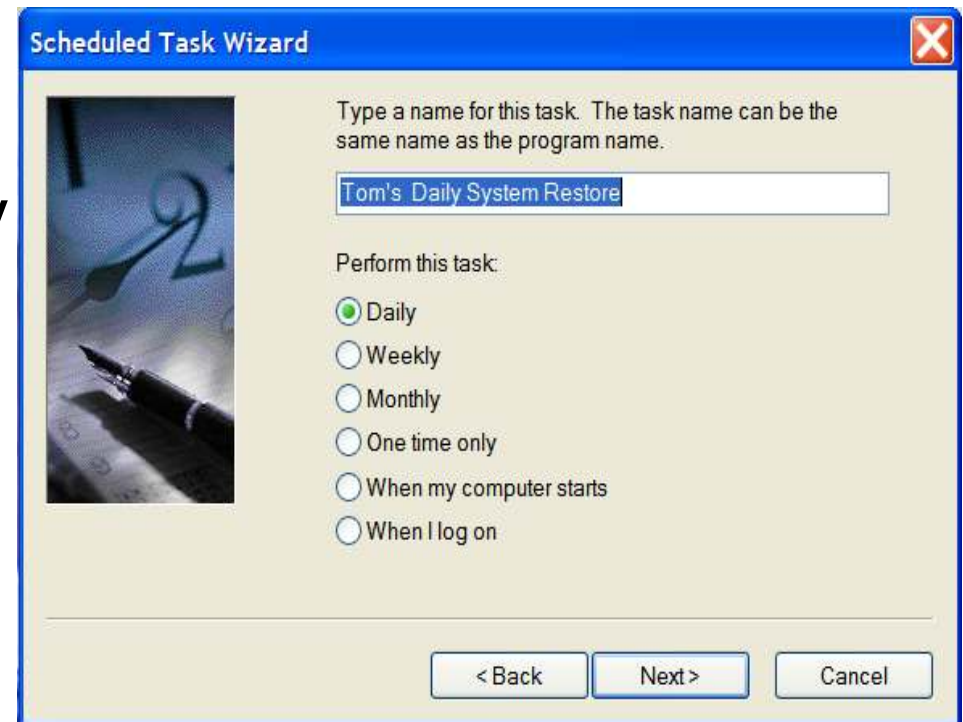 Scheduled Task Wizard
Type a name for this task. The task name can be the
same name as the program name.
Tom's Daily System Restore
Perform this task:
Daily
Weekly
Monthly
One time only
When my computer starts
When I log on
< Back
Next >
Cancel